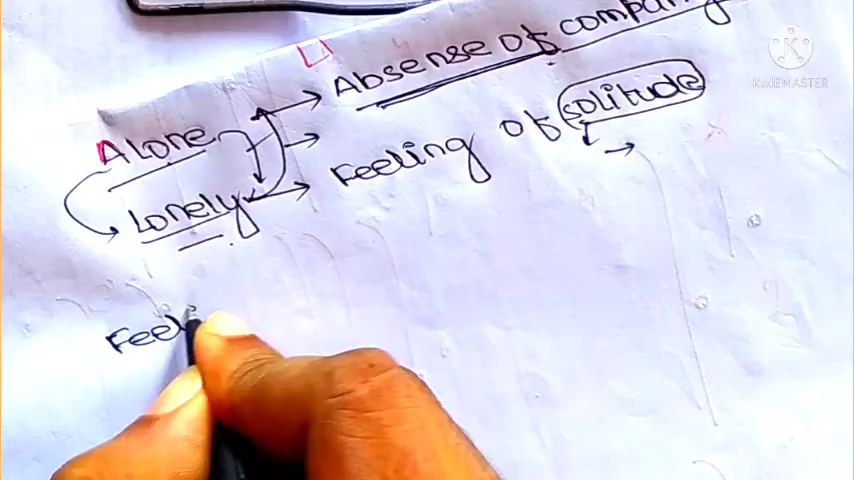 Absense of company
Alone
Feeling of solitude
Lonely
Feel
K
KINEMASTER